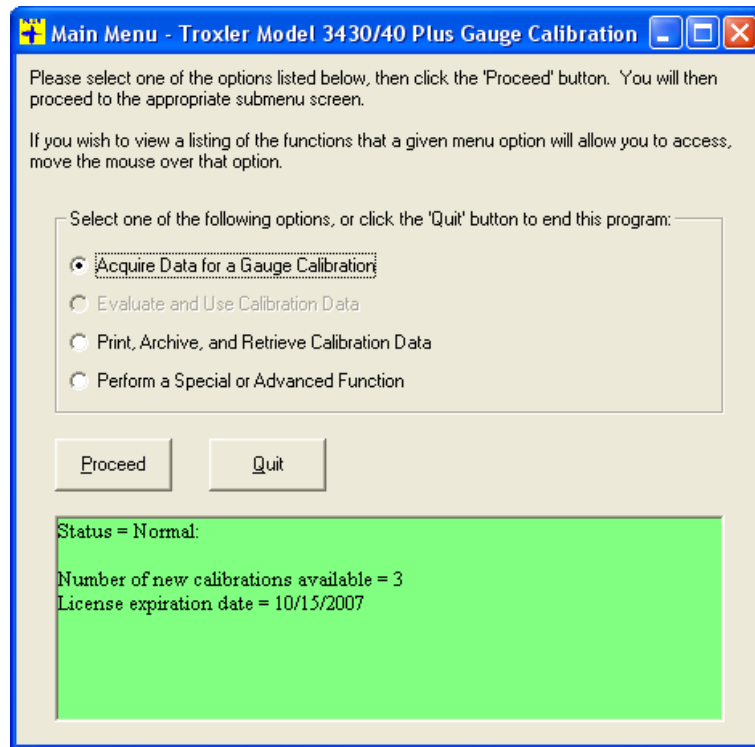 Main Menu - Troxler Model 3430/40 Plus Gauge Calibration
Please select one of the options listed below, then click the 'Proceed' button. You will then
proceed to the appropriate submenu screen.
If you wish to view a listing of the functions that a given menu option will allow you to access,
move the mouse over that option.
Select one of the following options, or click the 'Quit' button to end this program:
Acquire Data for a Gauge Calibration
Evaluate and Use Calibration Data
Print, Archive, and Retrieve Calibration Data
Perform a Special or Advanced Function
Proceed Quit
Status = Normal:
Number of new calibrations available = 3
License expiration date = 10/15/2007